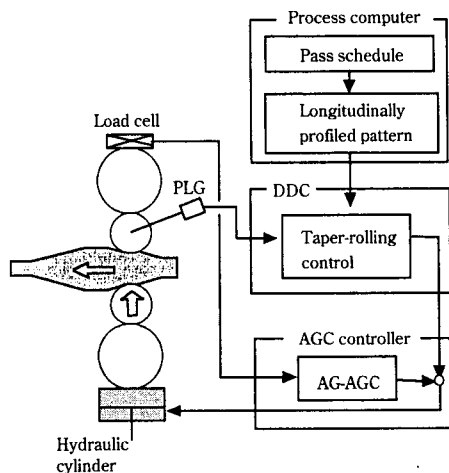 Process computer
Pass schedule
Longitudinally
profiled pattern
Load cell
PLG
DDC
Taper-rolling
control
AGC controller
AG-AGC
Hydraulic
cylinder